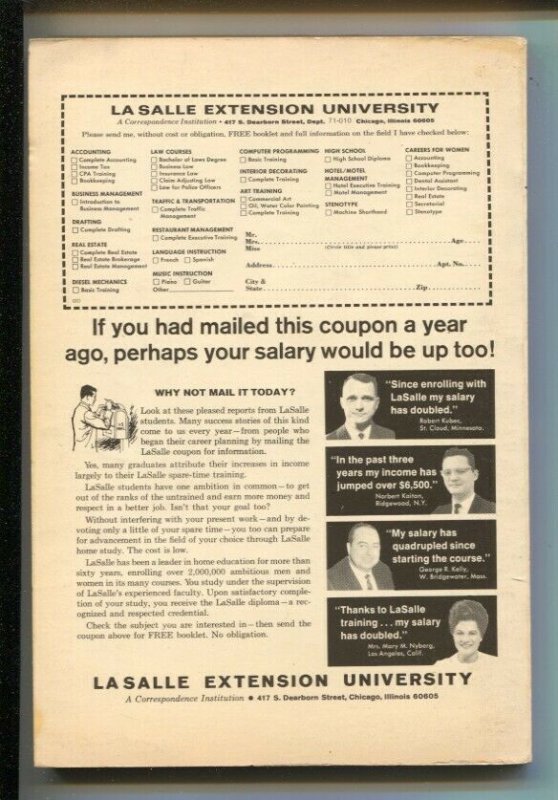 LA SALLE EXTENSION UNIVERSITY
A Correspondence Institution • 417 S. Dearborn Street, Dept. 71-010 Chicago, Illinois 60605
Please send me, without cost or obligation, FREE booklet and full information on the field I have checked below:
ACCOUNTING
Complete Accounting
Income Tax
CPA Training
Bookkeeping
BUSINESS MANAGEMENT
Introduction to
Business Management
DRAFTING
Complete Drafting
REAL ESTATE
Complete Real Estate
Real Estate Brokerage
Real Estate Management
DIESEL MECHANICS
Basic Training
LAW COURSES
Bachelor of Laws Degree
Business Law
Insurance Law
Claim Adjusting Law
Law for Police Officers
TRAFFIC & TRANSPORTATION
Complete Traffic
Management
RESTAURANT MANAGEMENT
Complete Executive Training
LANGUAGE INSTRUCTION
French Spanish
MUSIC INSTRUCTION
Piano Guitar
Other
COMPUTER PROGRAMMING
Basic Training
INTERIOR DECORATING
Complete Training
ART TRAINING
Commercial Art
Oil, Water Color Painting
Complete Training
HIGH SCHOOL
High School Diploma
HOTEL/MOTEL
MANAGEMENT
Hotel Executive Training
Motel Management
STENOTYPE
Machine Shorthand
CAREERS FOR WOMEN
Accounting
Bookkeeping
Computer Programming
Dental Assistant
Interior Decorating
Real Estate
Secretarial
Stenotype
Mr.
Mrs. Age
Miss (Circle title and please print)
Address Apt. No.
City &
State Zip
If you had mailed this coupon a year
ago, perhaps your salary would be up too!
WHY NOT MAIL IT TODAY?
Look at these pleased reports from LaSalle
students. Many success stories of this kind
come to us every year—from people who
began their career planning by mailing the
LaSalle coupon for information.
Yes, many graduates attribute their increases in income
largely to their LaSalle spare-time training.
LaSalle students have one ambition in common—to get
out of the ranks of the untrained and earn more money and
respect in a better job. Isn't that your goal too?
Without interfering with your present work—and by de-
voting only a little of your spare time—you too can prepare
for advancement in the field of your choice through LaSalle
home study. The cost is low.
LaSalle has been a leader in home education for more than
sixty years, enrolling over 2,000,000 ambitious men and
women in its many courses. You study under the supervision
of LaSalle's experienced faculty. Upon satisfactory comple-
tion of your study, you receive the LaSalle diploma—a rec-
ognized and respected credential.
Check the subject you are interested in—then send the
coupon above for FREE booklet. No obligation.
"Since enrolling with
LaSalle my salary
has doubled."
Robert Kubes,
St. Cloud, Minnesota.
"In the past three
years my income has
jumped over $6,500."
Norbert Kaitan,
Ridgewood, N.Y.
"My salary has
quadrupled since
starting the course."
George R. Kelly,
W. Bridgewater, Mass.
"Thanks to LaSalle
training...my salary
has doubled."
Mrs. Mary M. Nyberg,
Los Angeles, Calif.
LA SALLE EXTENSION UNIVERSITY
A Correspondence Institution • 417 S. Dearborn Street, Chicago, Illinois 60605